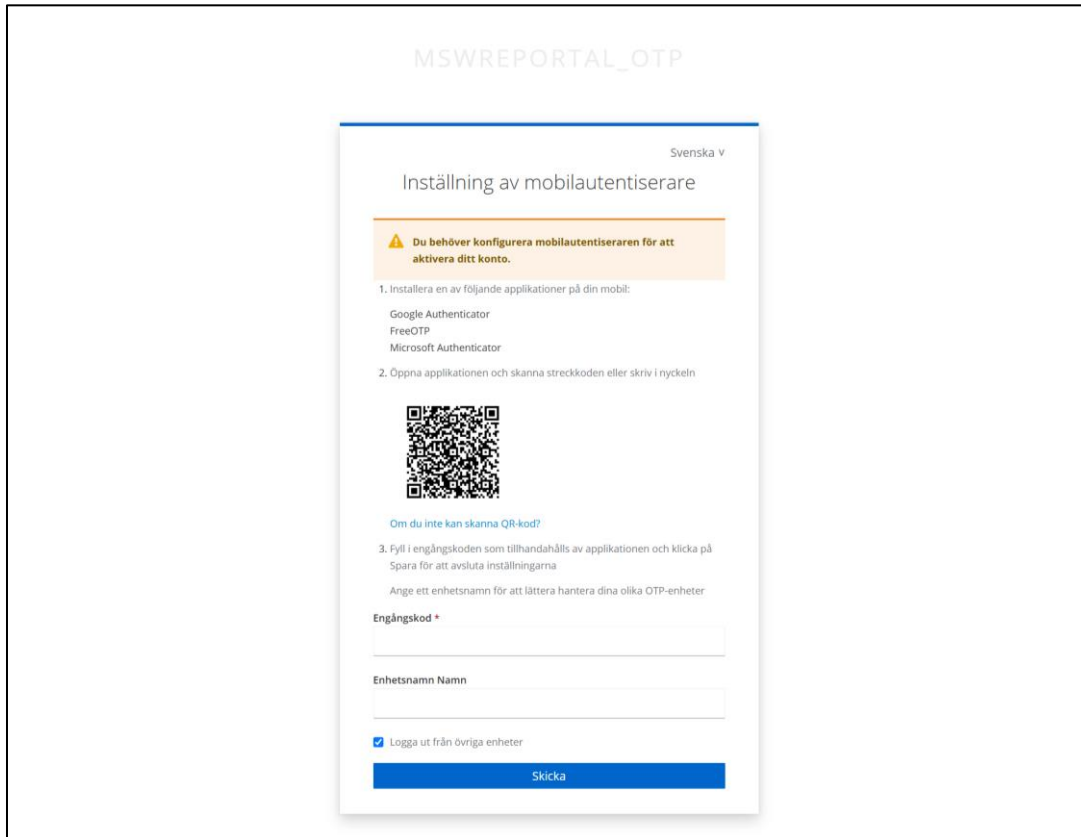 MSWREPORTAL_OTP
Svenska ˅
Inställning av mobilautentiserare
Du behöver konfigurera mobilautentiseraren för att
aktivera ditt konto.
1. Installera en av följande applikationer på din mobil:
Google Authenticator
FreeOTP
Microsoft Authenticator
2. Öppna applikationen och skanna streckkoden eller skriv i nyckeln
Om du inte kan skanna QR-kod?
3. Fyll i engångskoden som tillhandahålls av applikationen och klicka på
Spara för att avsluta inställningarna
Ange ett enhetsnamn för att lättera hantera dina olika OTP-enheter
Engångskod *
Enhetsnamn Namn
Logga ut från övriga enheter
Skicka